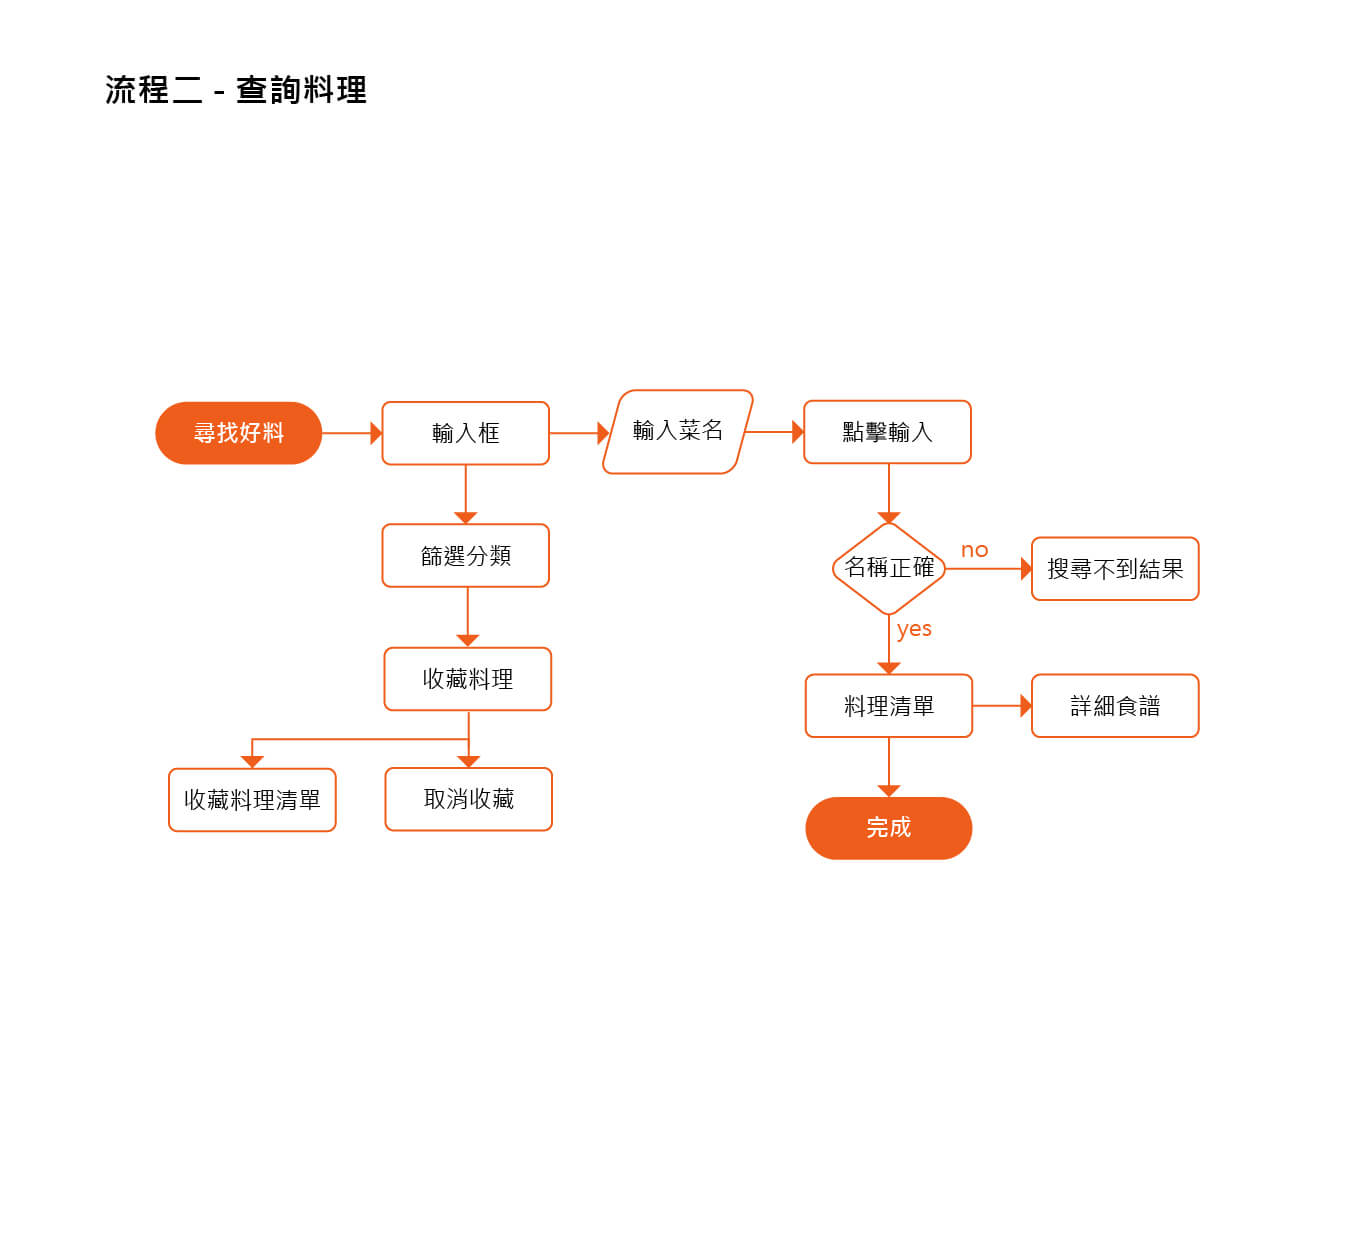 流程二 - 查詢料理
尋找好料
輸入框
輸入菜名
點擊輸入
篩選分類
名稱正確
no
搜尋不到結果
yes
收藏料理
料理清單
詳細食譜
收藏料理清單
取消收藏
完成